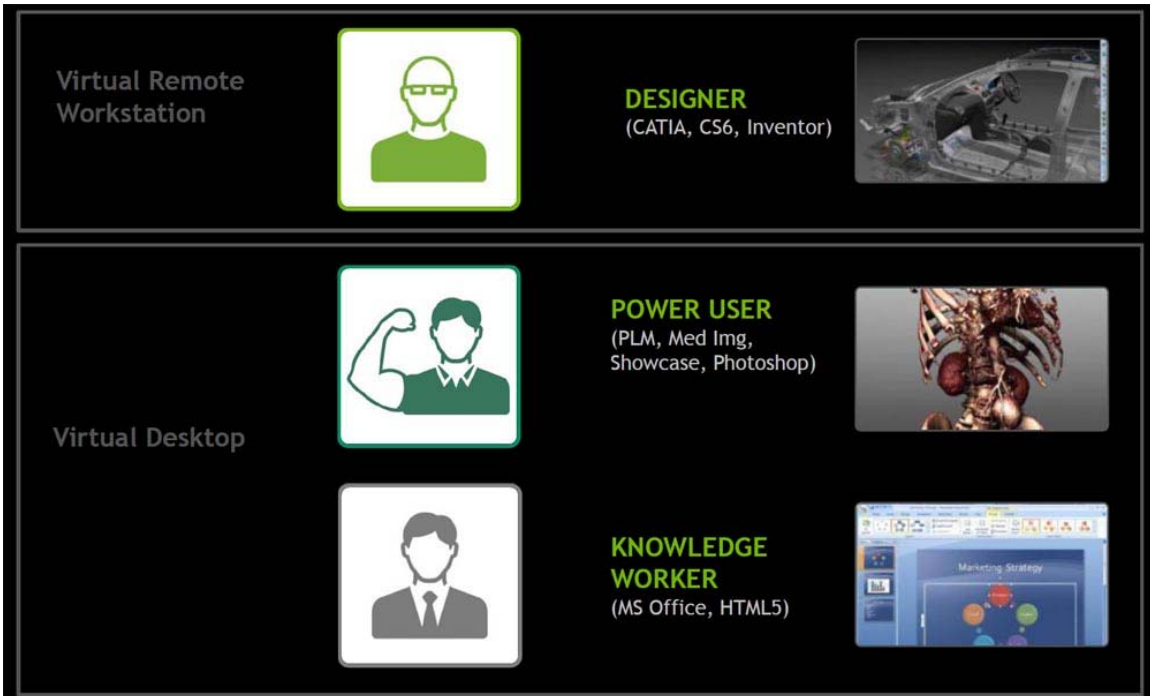 Virtual Remote
Workstation
DESIGNER
(CATIA, CS6, Inventor)
Virtual Desktop
POWER USER
(PLM, Med Img,
Showcase, Photoshop)
KNOWLEDGE
WORKER
(MS Office, HTML5)
Marketing Strategy